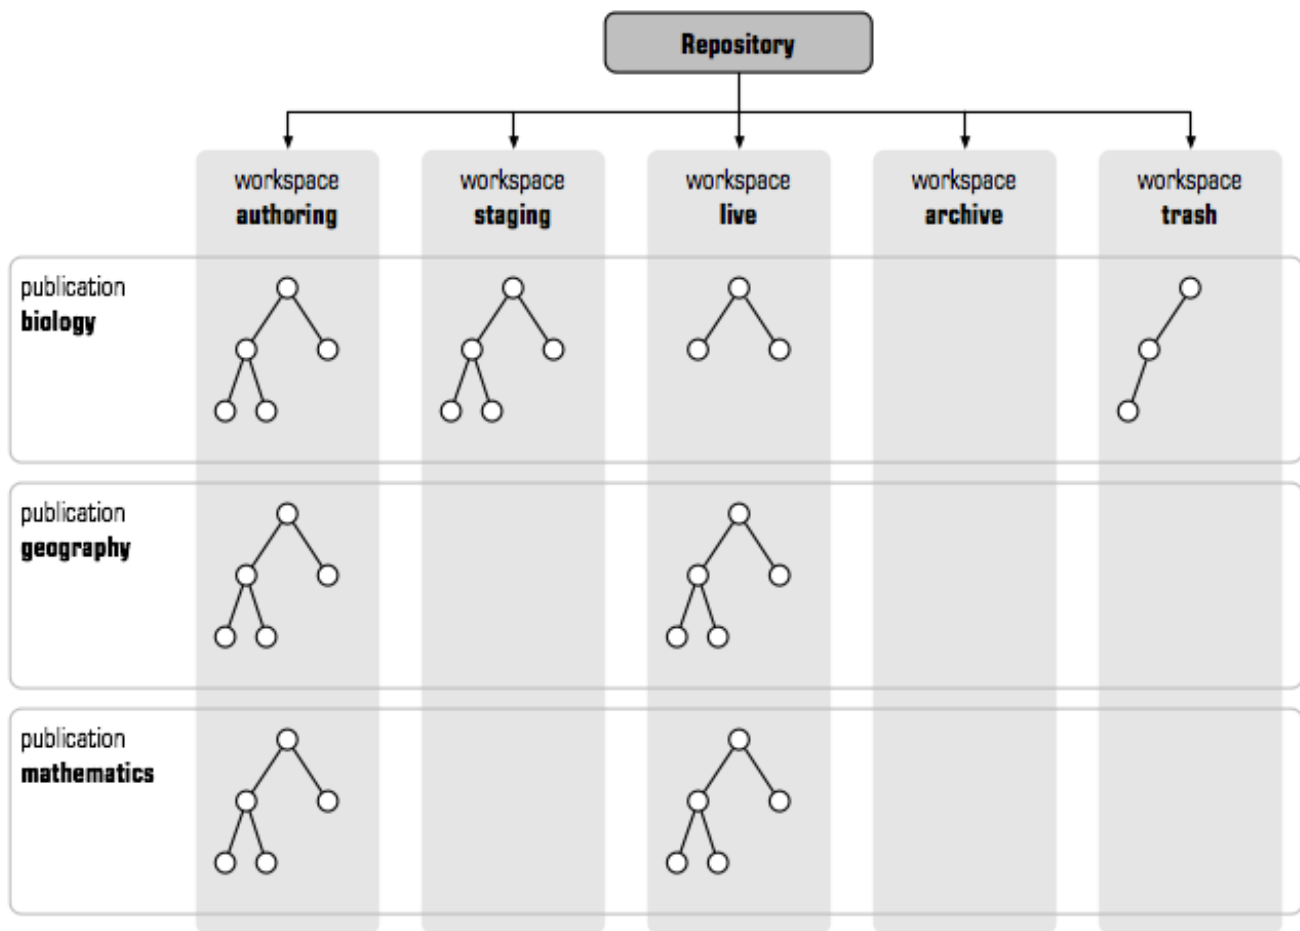 Repository
workspace
authoring
workspace
staging
workspace
live
workspace
archive
workspace
trash
publication
biology
publication
geography
publication
mathematics